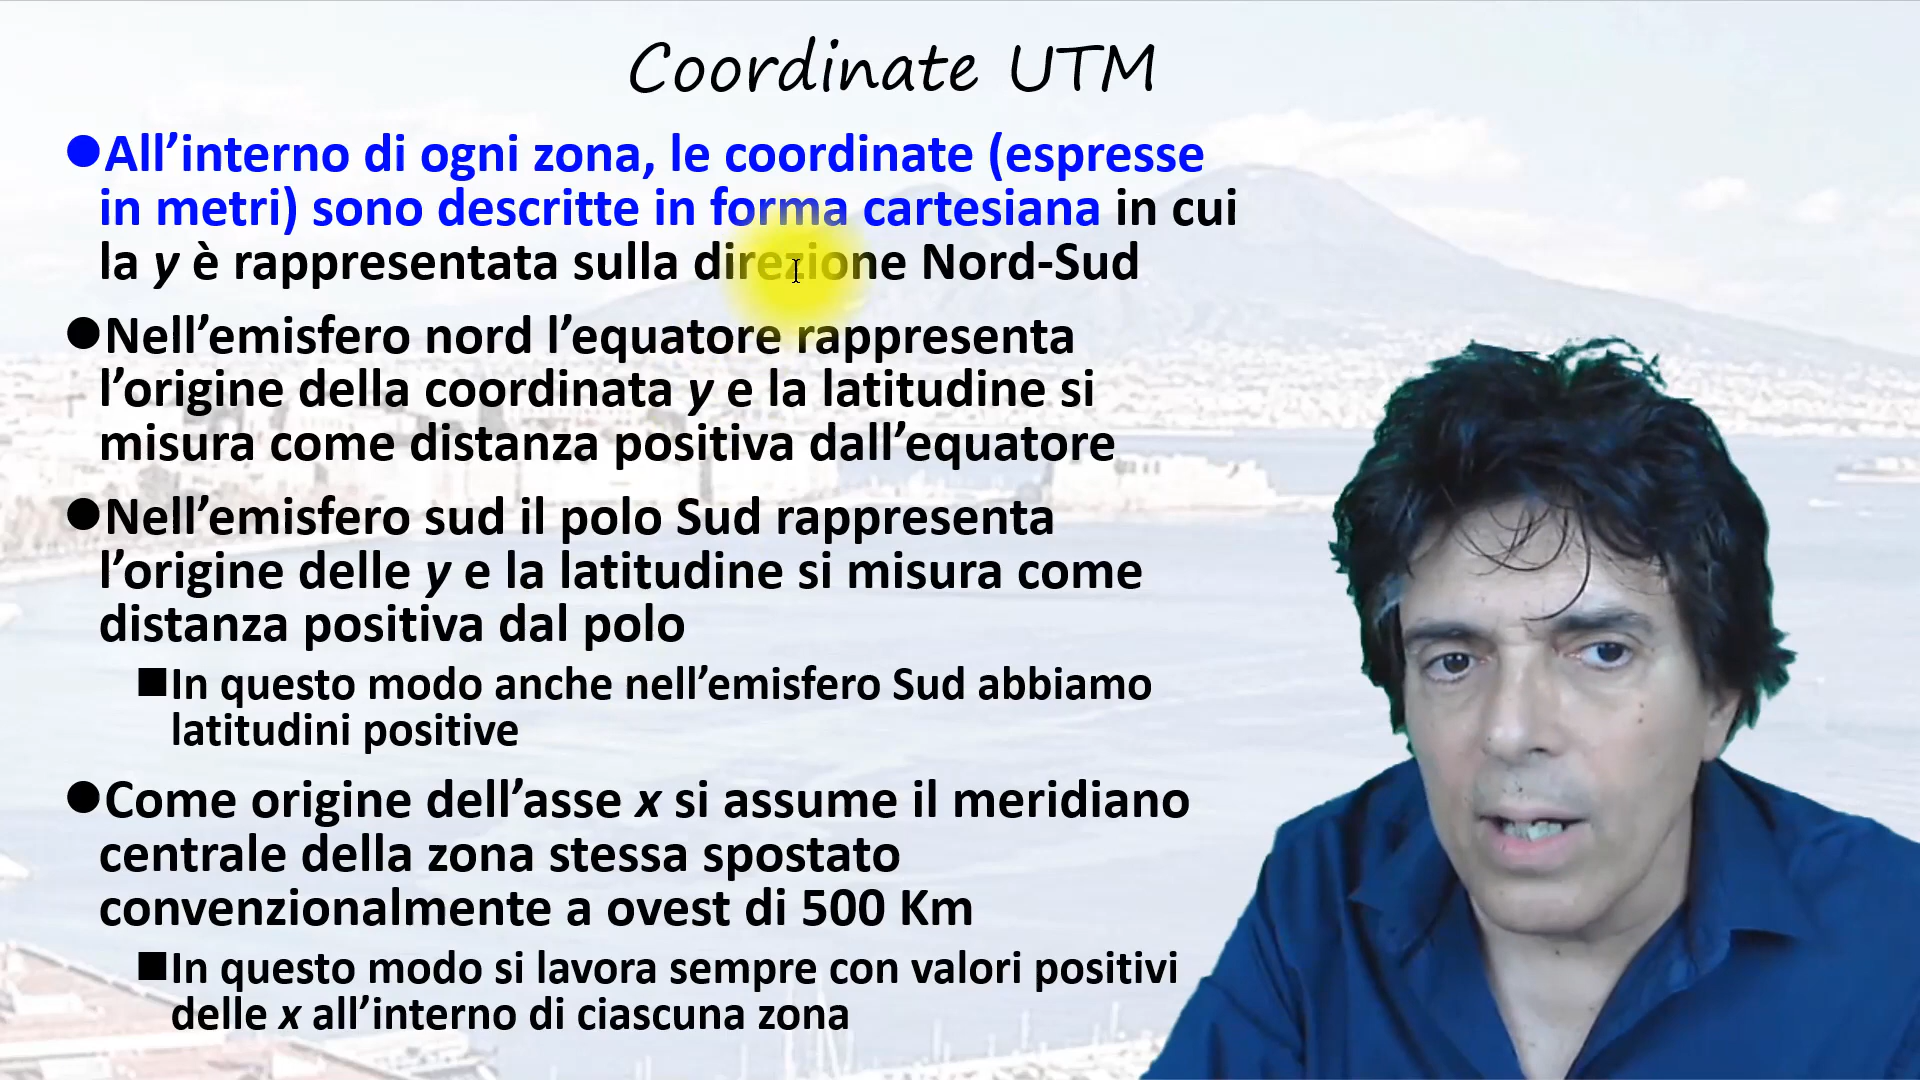 Coordinate UTM
●All’interno di ogni zona, le coordinate (espresse
in metri) sono descritte in forma cartesiana in cui
la y è rappresentata sulla direzione Nord-Sud
●Nell’emisfero nord l’equatore rappresenta
l’origine della coordinata y e la latitudine si
misura come distanza positiva dall’equatore
●Nell’emisfero sud il polo Sud rappresenta
l’origine delle y e la latitudine si misura come
distanza positiva dal polo
■In questo modo anche nell’emisfero Sud abbiamo
latitudini positive
●Come origine dell’asse x si assume il meridiano
centrale della zona stessa spostato
convenzionalmente a ovest di 500 Km
■In questo modo si lavora sempre con valori positivi
delle x all’interno di ciascuna zona